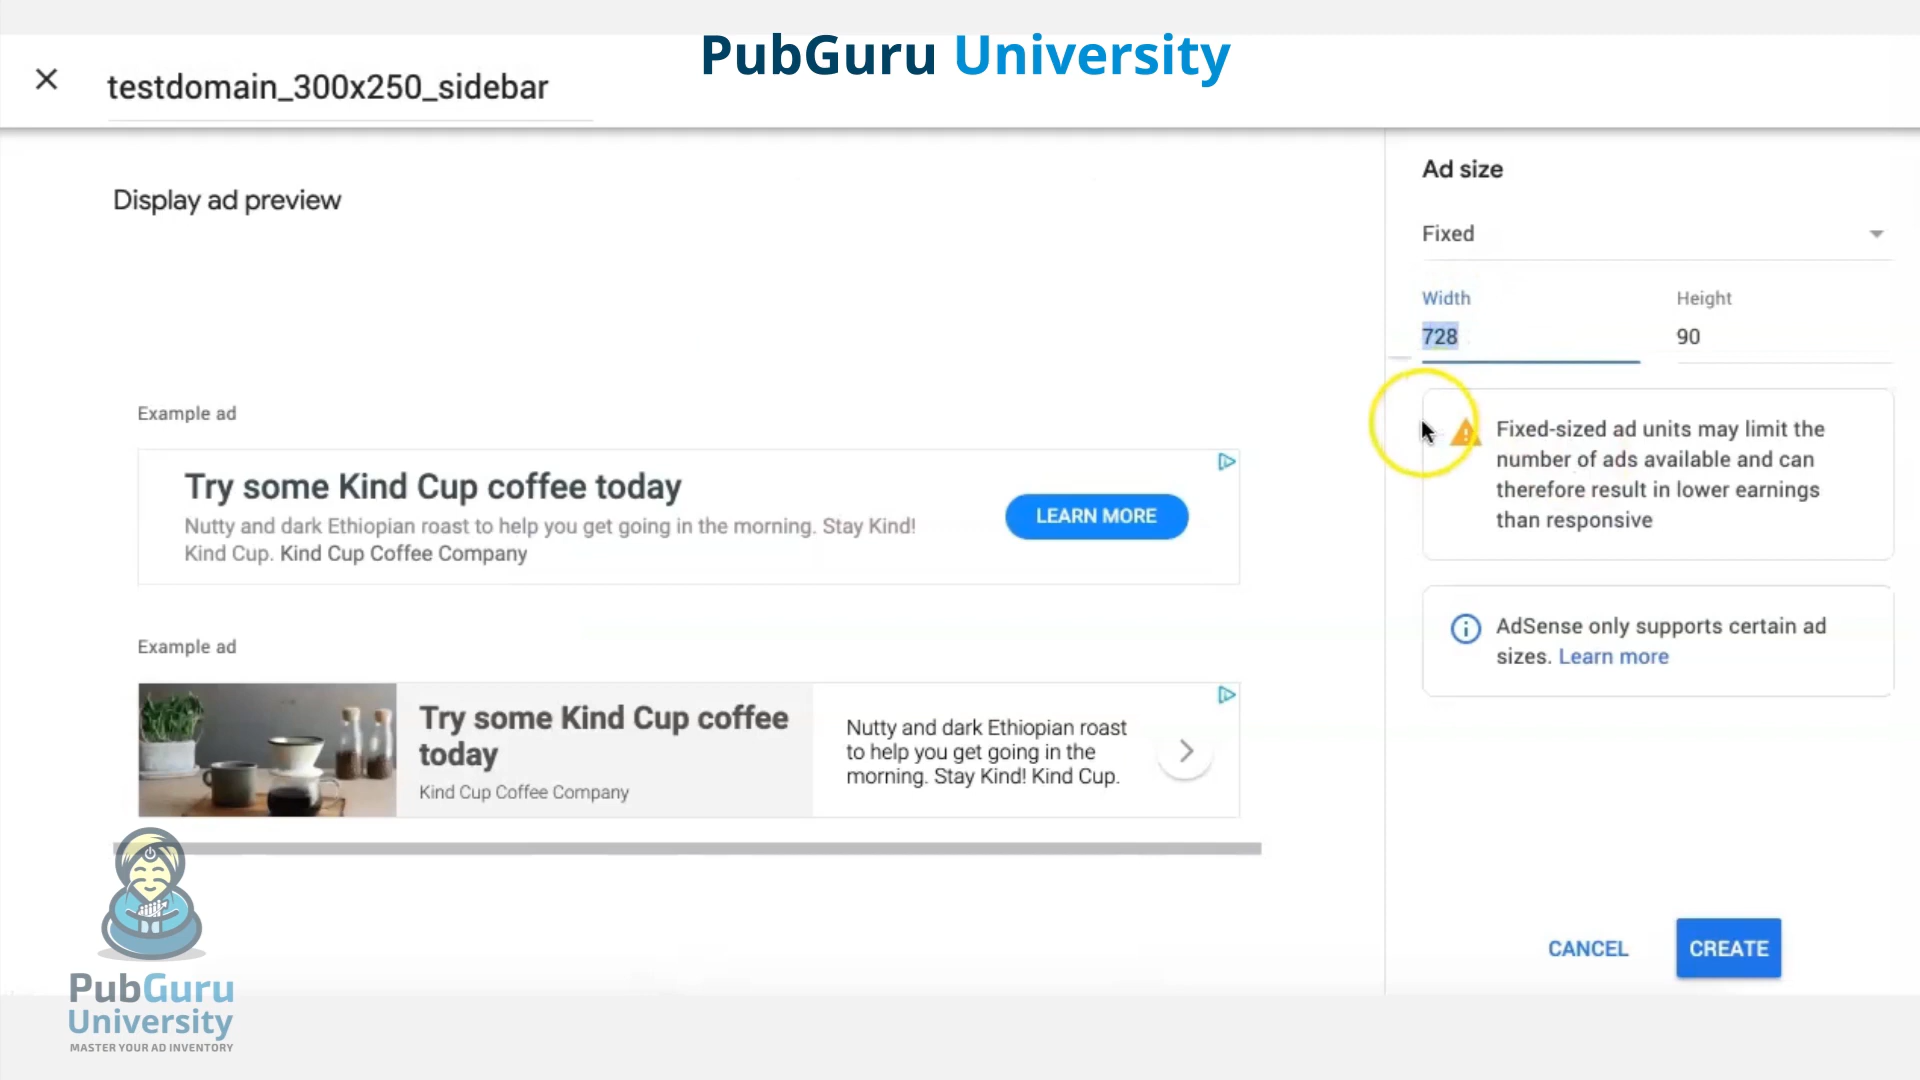 PubGuru University
testdomain_300x250_sidebar
Display ad preview
Example ad
Try some Kind Cup coffee today
Nutty and dark Ethiopian roast to help you get going in the morning. Stay Kind!
Kind Cup. Kind Cup Coffee Company
LEARN MORE
Example ad
Try some Kind Cup coffee
today
Kind Cup Coffee Company
Nutty and dark Ethiopian roast
to help you get going in the
morning. Stay Kind! Kind Cup.
Ad size
Fixed
Width
Height
728
90
Fixed-sized ad units may limit the
number of ads available and can
therefore result in lower earnings
than responsive
AdSense only supports certain ad
sizes. Learn more
CANCEL
CREATE
PubGuru
University
MASTER YOUR AD INVENTORY